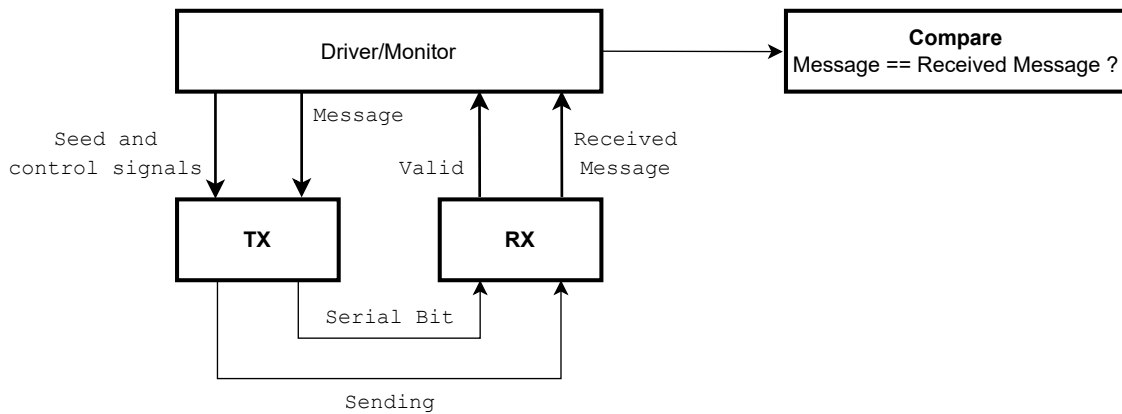 Driver/Monitor
Compare
Message == Received Message ?
Seed and
control signals
Message
Valid
Received
Message
TX
RX
Serial Bit
Sending